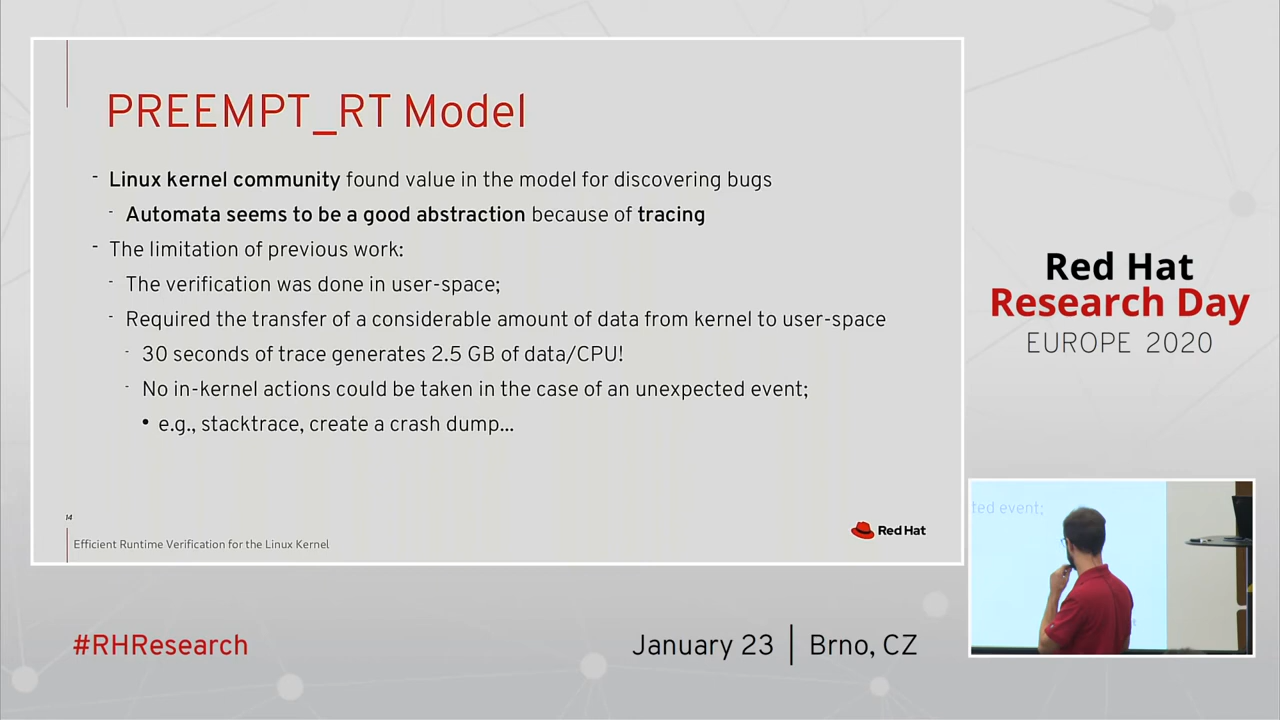 PREEMPT_RT Model
- Linux kernel community found value in the model for discovering bugs
- Automata seems to be a good abstraction because of tracing
- The limitation of previous work:
- The verification was done in user-space;
- Required the transfer of a considerable amount of data from kernel to user-space
- 30 seconds of trace generates 2.5 GB of data/CPU!
- No in-kernel actions could be taken in the case of an unexpected event;
• e.g., stacktrace, create a crash dump...
14
Efficient Runtime Verification for the Linux Kernel
Red Hat
Red Hat
Research Day
EUROPE 2020
ted event;
#RHResearch
January 23 | Brno, CZ